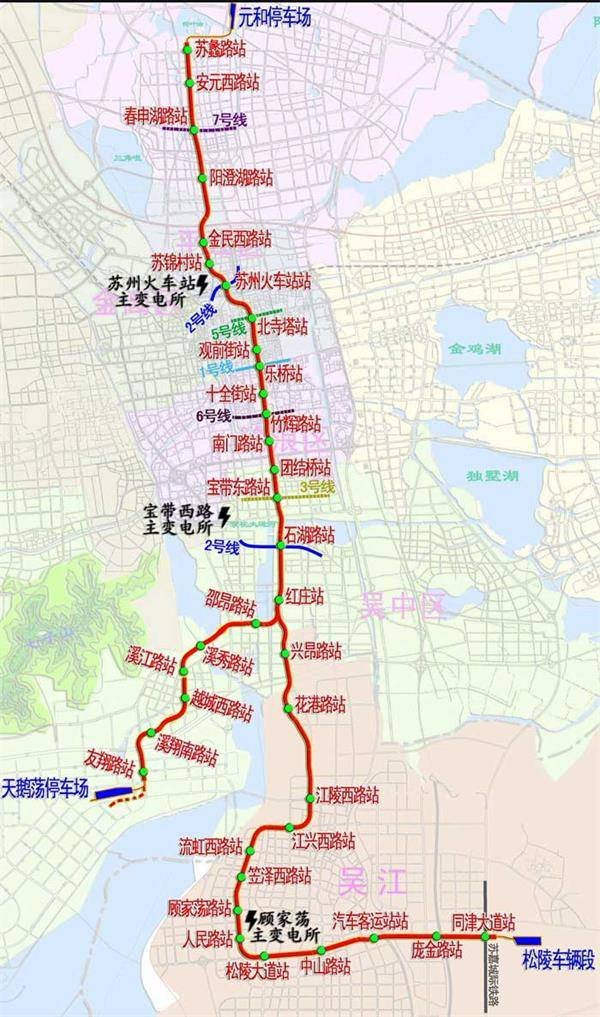 元和停车场
苏蠡路站
安元西路站
春申湖路站
7号线
阳澄湖路站
金民西路站
苏锦村站
苏州火车站站
苏州火车站
主变电所
2号线
5号线
北寺塔站
观前街站
1号线
乐桥站
金鸡湖
十全街站
6号线
竹辉路站
南门路站
团结桥站
独墅湖
宝带东路站
3号线
宝带西路
主变电所
石湖路站
2号线
红庄站
邵昂路站
吴中区
溪秀路站
兴昂路站
溪江路站
越城西路站
花港路站
溪翔南路站
友翔路站
天鹅荡停车场
江陵西路站
江兴西路站
流虹西路站
笠泽西路站
吴江
顾家荡路站
顾家荡
主变电所
汽车客运站站
同津大道站
人民路站
庞金路站
中山路站
松陵大道站
苏嘉城际铁路
松陵车辆段